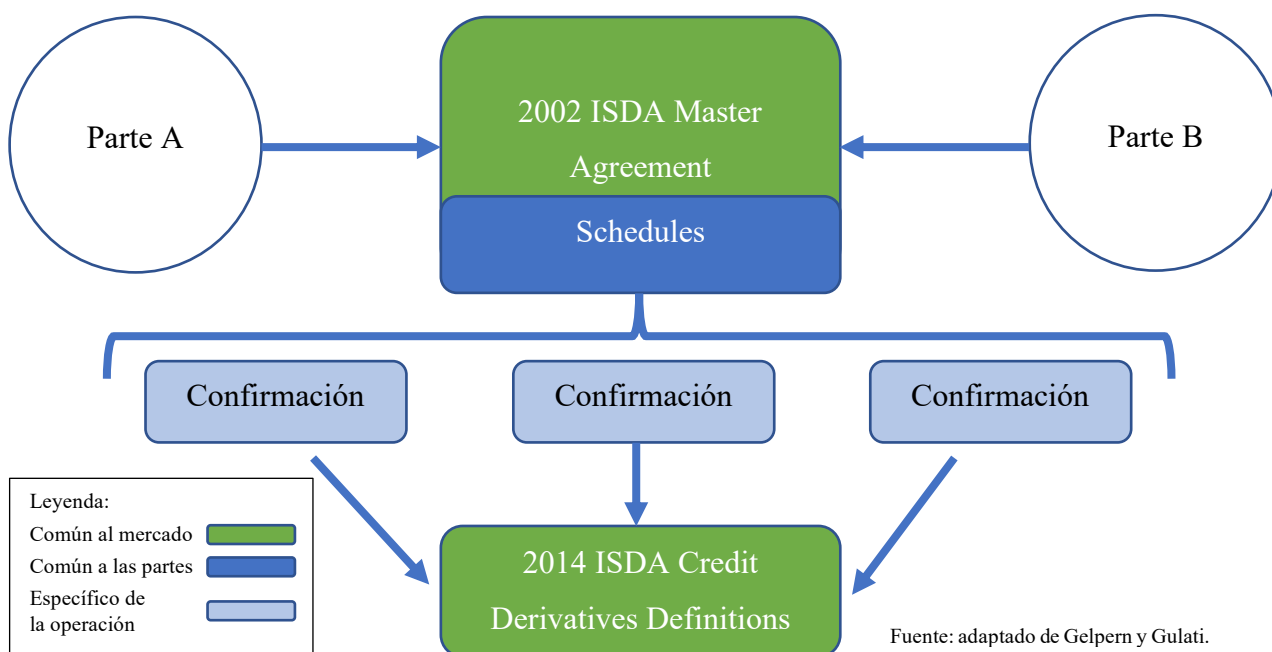 Parte A
2002 ISDA Master
Agreement
Parte B
Schedules
Confirmación
Confirmación
Confirmación
Leyenda:
Común al mercado
Común a las partes
Específico de
la operación
2014 ISDA Credit
Derivatives Definitions
Fuente: adaptado de Gelpern y Gulati.